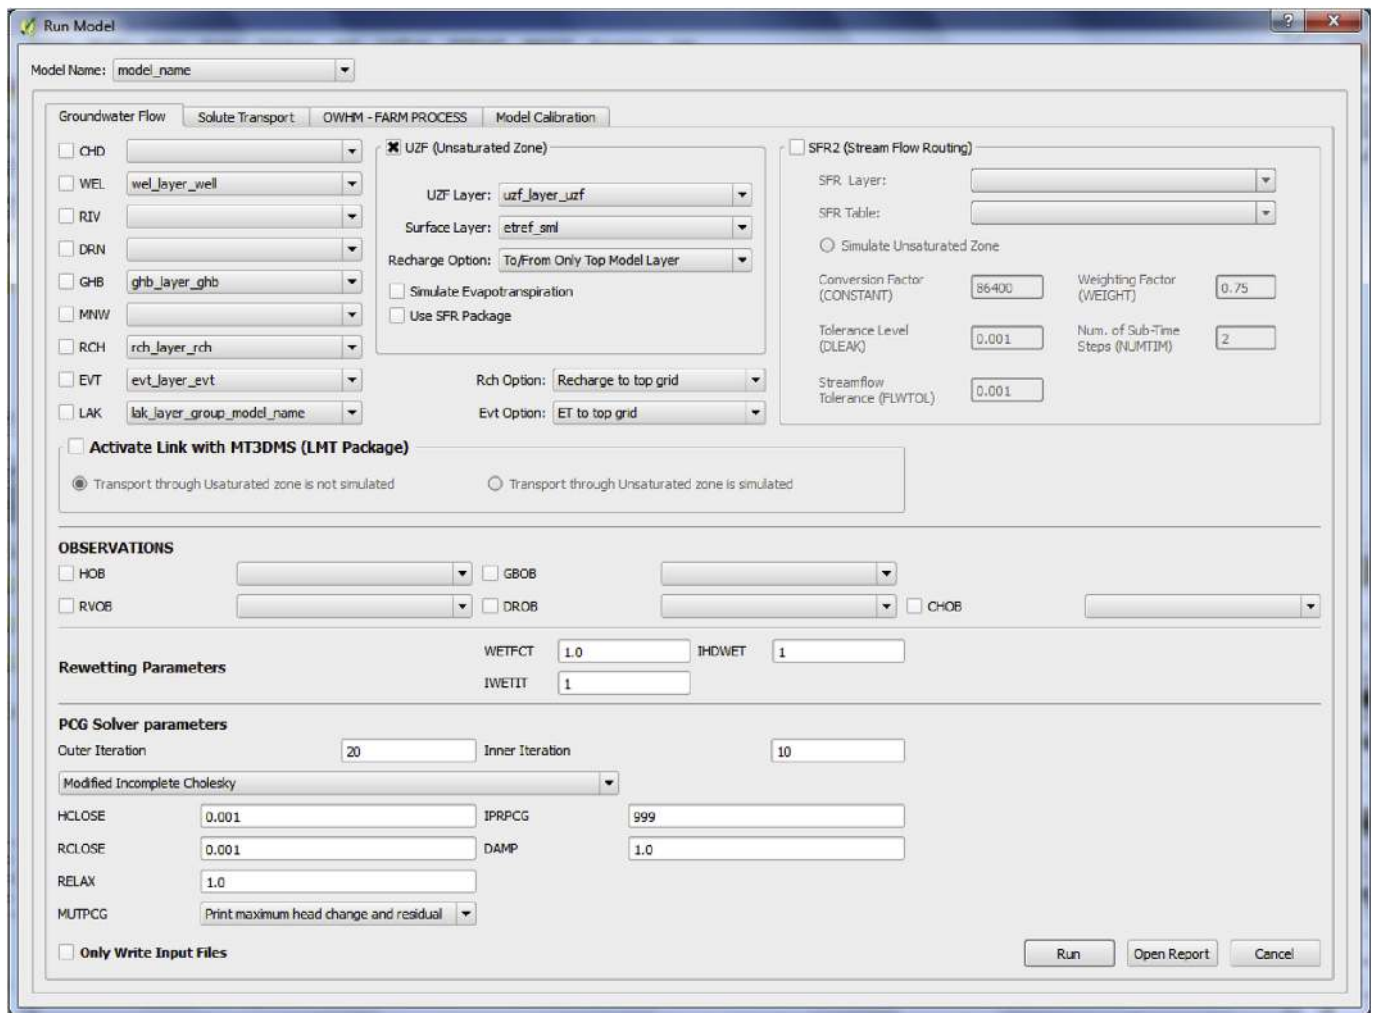 Run Model
Model Name: model_name
Groundwater Flow Solute Transport OWHM - FARM PROCESS Model Calibration
CHD
WEL wel_layer_well
RIV
DRN
GHB ghb_layer_ghb
MNW
RCH rch_layer_rch
EVT evt_layer_evt
LAK lak_layer_group_model_name
UZF (Unsaturated Zone)
UZF Layer: uzf_layer_uzf
Surface Layer: etref_sml
Recharge Option: To/From Only Top Model Layer
Simulate Evapotranspiration
Use SFR Package
Rch Option: Recharge to top grid
Evt Option: ET to top grid
SFR2 (Stream Flow Routing)
SFR Layer:
SFR Table:
Simulate Unsaturated Zone
Conversion Factor
(CONSTANT)
86400
Weighting Factor
(WEIGHT)
0.75
Tolerance Level
(DLEAK)
0.001
Num. of Sub-Time
Steps (NUMTIM)
2
Streamflow
Tolerance (FLWTOL)
0.001
Activate Link with MT3DMS (LMT Package)
Transport through Usaturated zone is not simulated Transport through Unsaturated zone is simulated
OBSERVATIONS
HOB GBOB
RVOB DROB CHOB
Rewetting Parameters
WETFCT 1.0 IHDWET 1
IWETIT 1
PCG Solver parameters
Outer Iteration 20 Inner Iteration 10
Modified Incomplete Cholesky
HCLOSE 0.001 IPRPCG 999
RCLOSE 0.001 DAMP 1.0
RELAX 1.0
MUTPCG Print maximum head change and residual
Only Write Input Files
Run Open Report Cancel